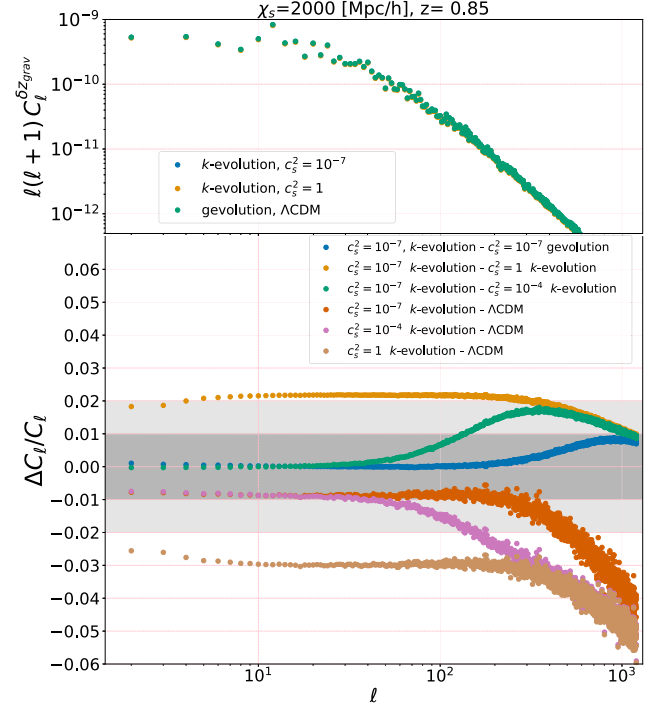 χ_s=2000 [Mpc/h], z= 0.85
ℓ(ℓ + 1) C_ℓ^{δz_{grav}}
10^{−9}
10^{−10}
10^{−11}
10^{−12}
k-evolution, c_s^2 = 10^{−7}
k-evolution, c_s^2 = 1
gevolution, ΛCDM
ΔC_ℓ/C_ℓ
0.06
0.05
0.04
0.03
0.02
0.01
0.00
−0.01
−0.02
−0.03
−0.04
−0.05
−0.06
c_s^2 = 10^{−7}, k-evolution - c_s^2 = 10^{−7} gevolution
c_s^2 = 10^{−7} k-evolution - c_s^2 = 1 k-evolution
c_s^2 = 10^{−7} k-evolution - c_s^2 = 10^{−4} k-evolution
c_s^2 = 10^{−7} k-evolution - ΛCDM
c_s^2 = 10^{−4} k-evolution - ΛCDM
c_s^2 = 1 k-evolution - ΛCDM
10^1 10^2 10^3
ℓ